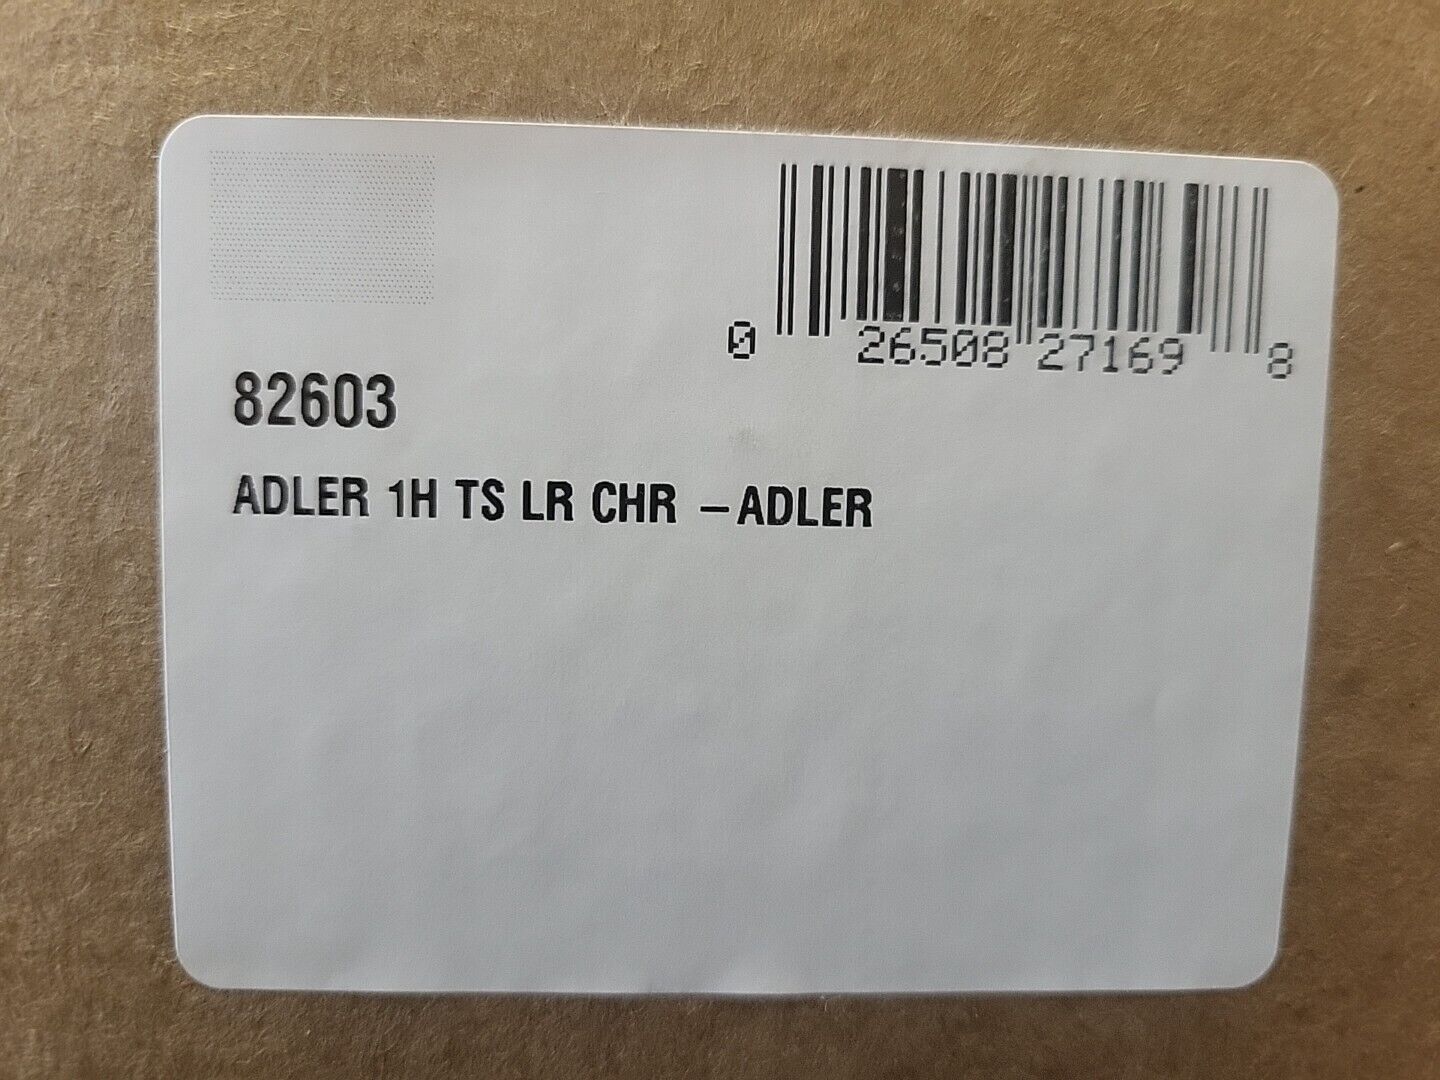 0 26508 27169 8
82603
ADLER 1H TS LR CHR –ADLER